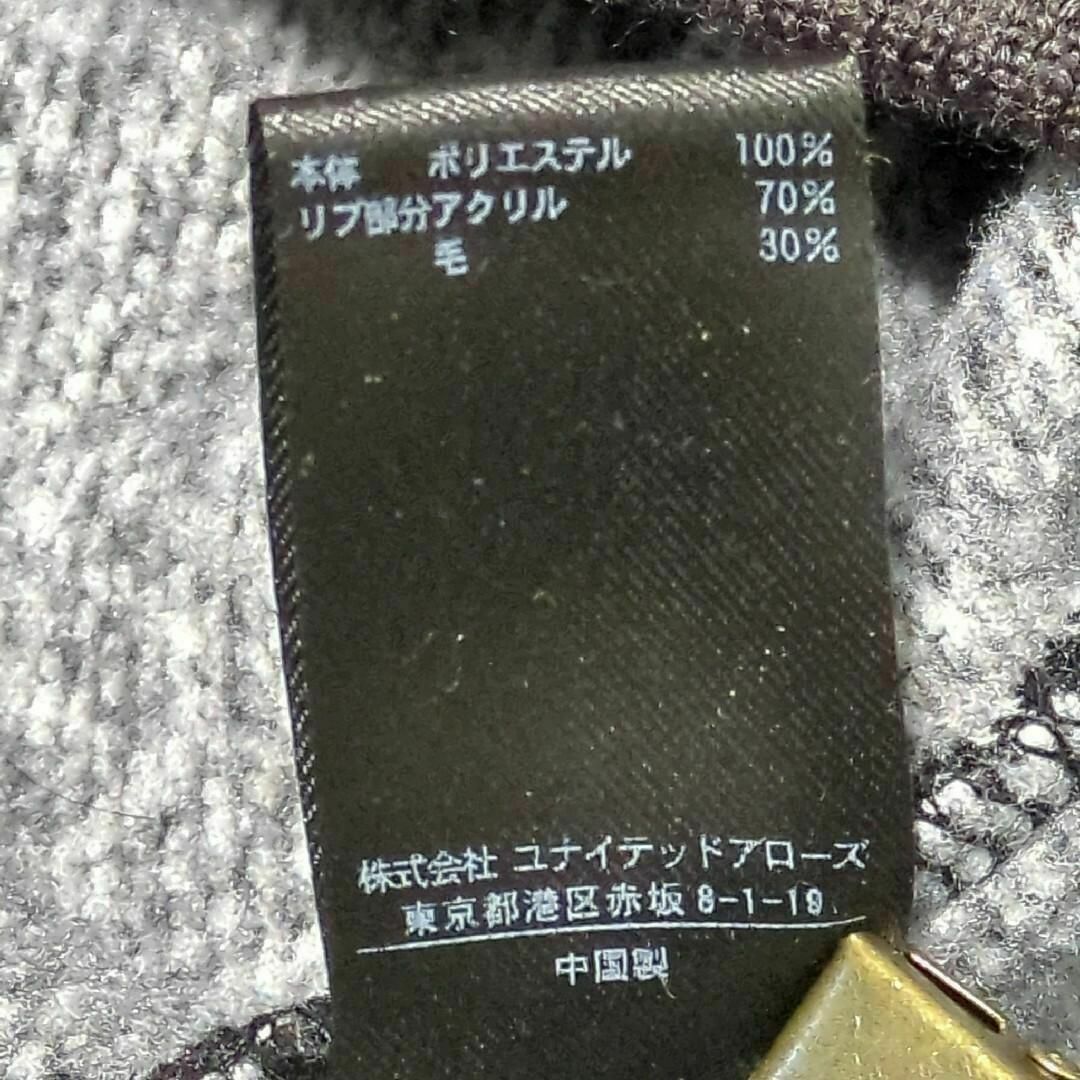 本体 ポリエステル 100%
リブ部分アクリル 70%
毛 30%
株式会社 ユナイテッドアローズ
東京都港区赤坂 8-1-19
中国製